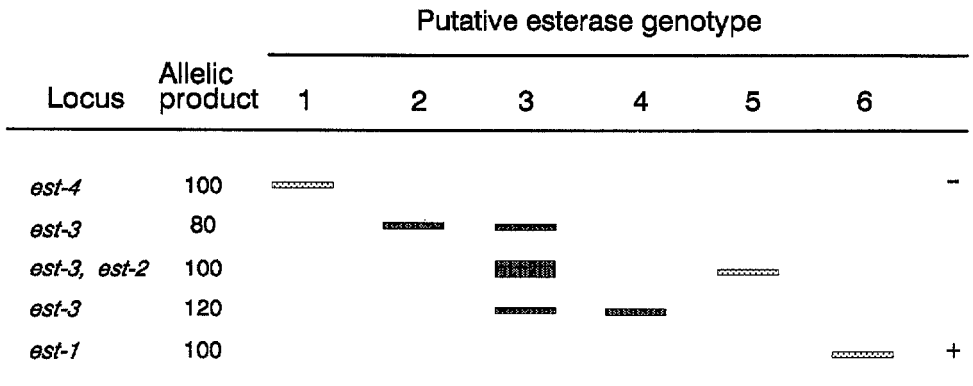 Putative esterase genotype
Locus Allelic product 1 2 3 4 5 6
est-4 100 -
est-3 80
est-3, est-2 100
est-3 120
est-1 100 +